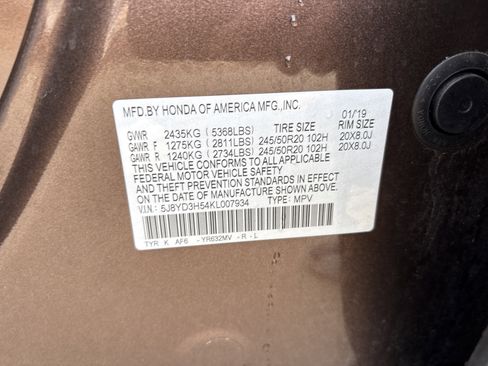 MFD.BY HONDA OF AMERICA MFG.,INC. 01/19
GVWR 2435KG ( 5368LBS) TIRE SIZE RIM SIZE
GAWR F 1275KG ( 2811LBS) 245/50R20 102H 20X8.0J
GAWR R 1240KG ( 2734LBS) 245/50R20 102H 20X8.0J
THIS VEHICLE CONFORMS TO ALL APPLICABLE
FEDERAL MOTOR VEHICLE SAFETY
AND THEFT PREVENTION STANDARDS IN EFFECT
ON THE DATE OF MANUFACTURE SHOWN ABOVE.
V.I.N.: 5J8YD3H54KL007934 TYPE: MPV
TYR K AF6 -YR632MV -R -L